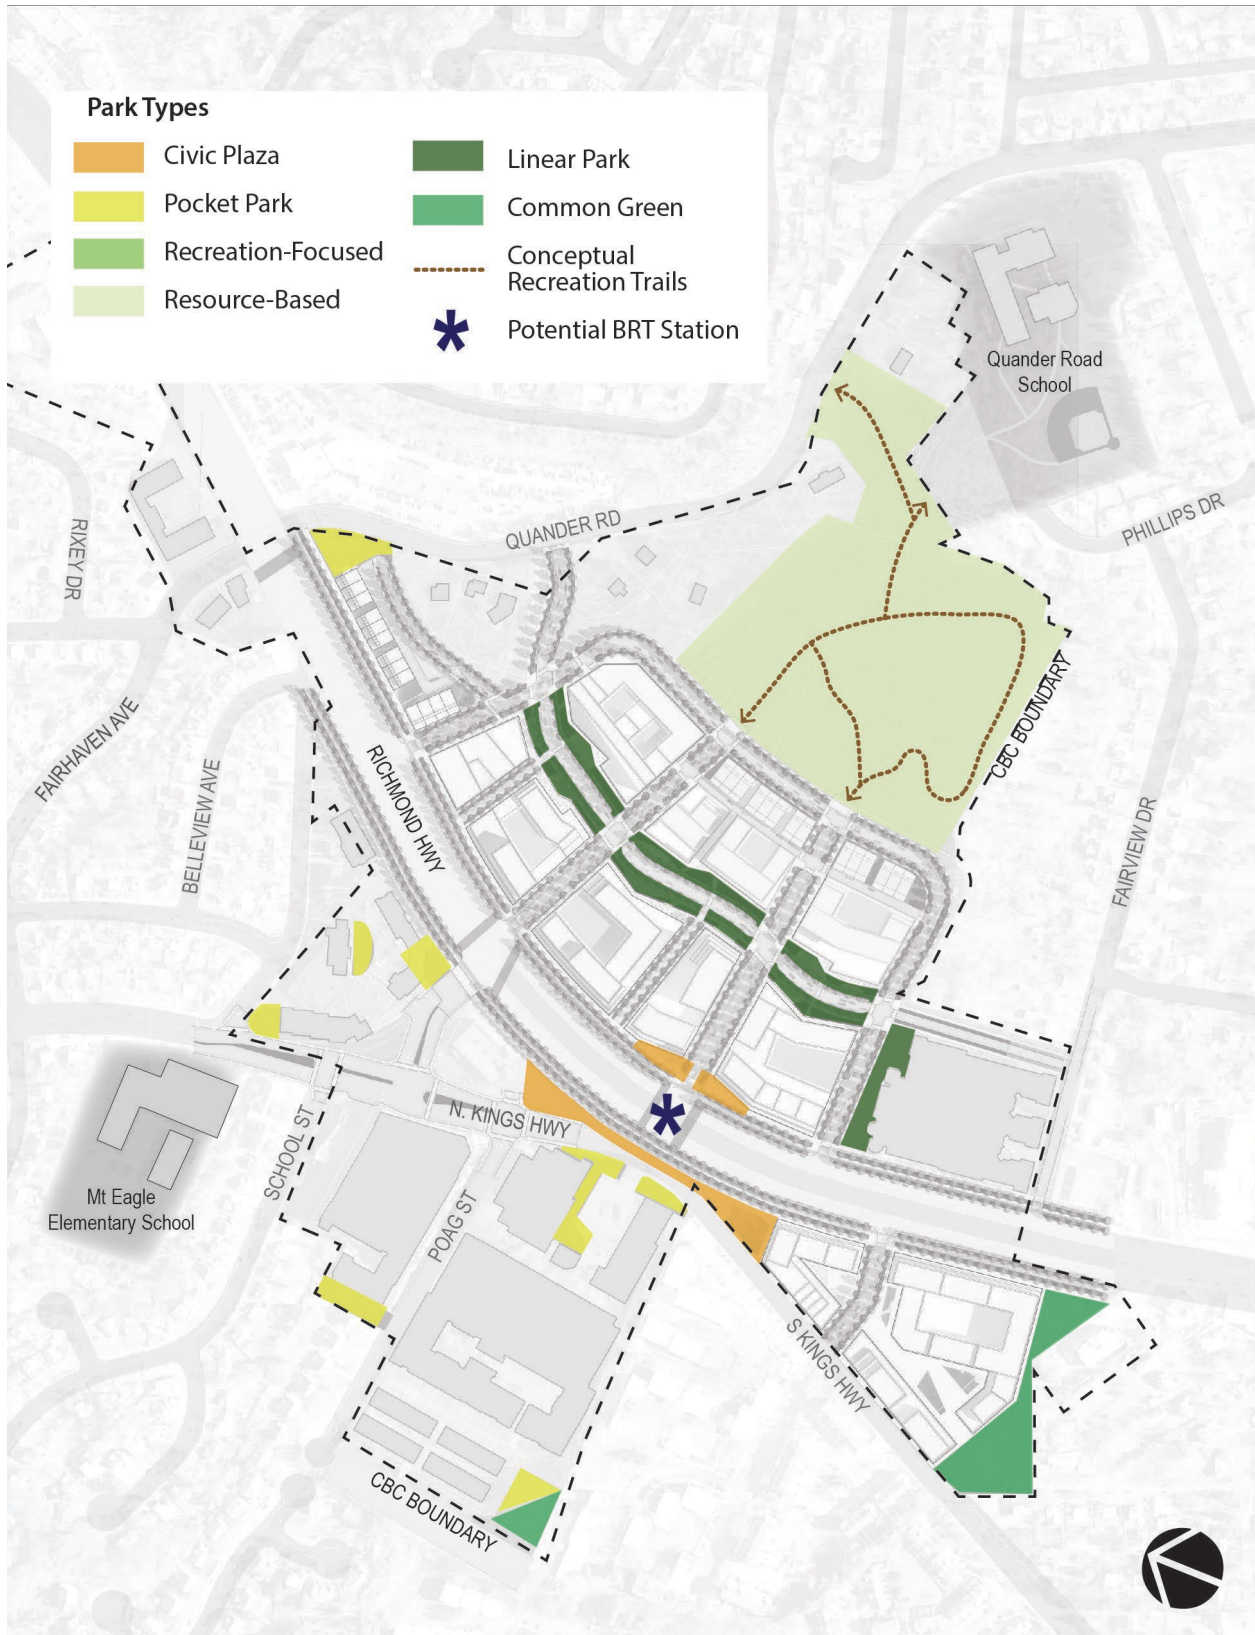 Park Types
Civic Plaza
Pocket Park
Recreation-Focused
Resource-Based
Linear Park
Common Green
Conceptual
Recreation Trails
Potential BRT Station
Quander Road
School
PHILLIPS DR
QUANDER RD
RIXEY DR
CBC BOUNDARY
FAIRHAVEN AVE
BELLEVIEW AVE
RICHMOND HWY
FAIRVIEW DR
N. KINGS HWY
SCHOOL ST
Mt Eagle
Elementary School
POAG ST
S KINGS HWY
CBC BOUNDARY